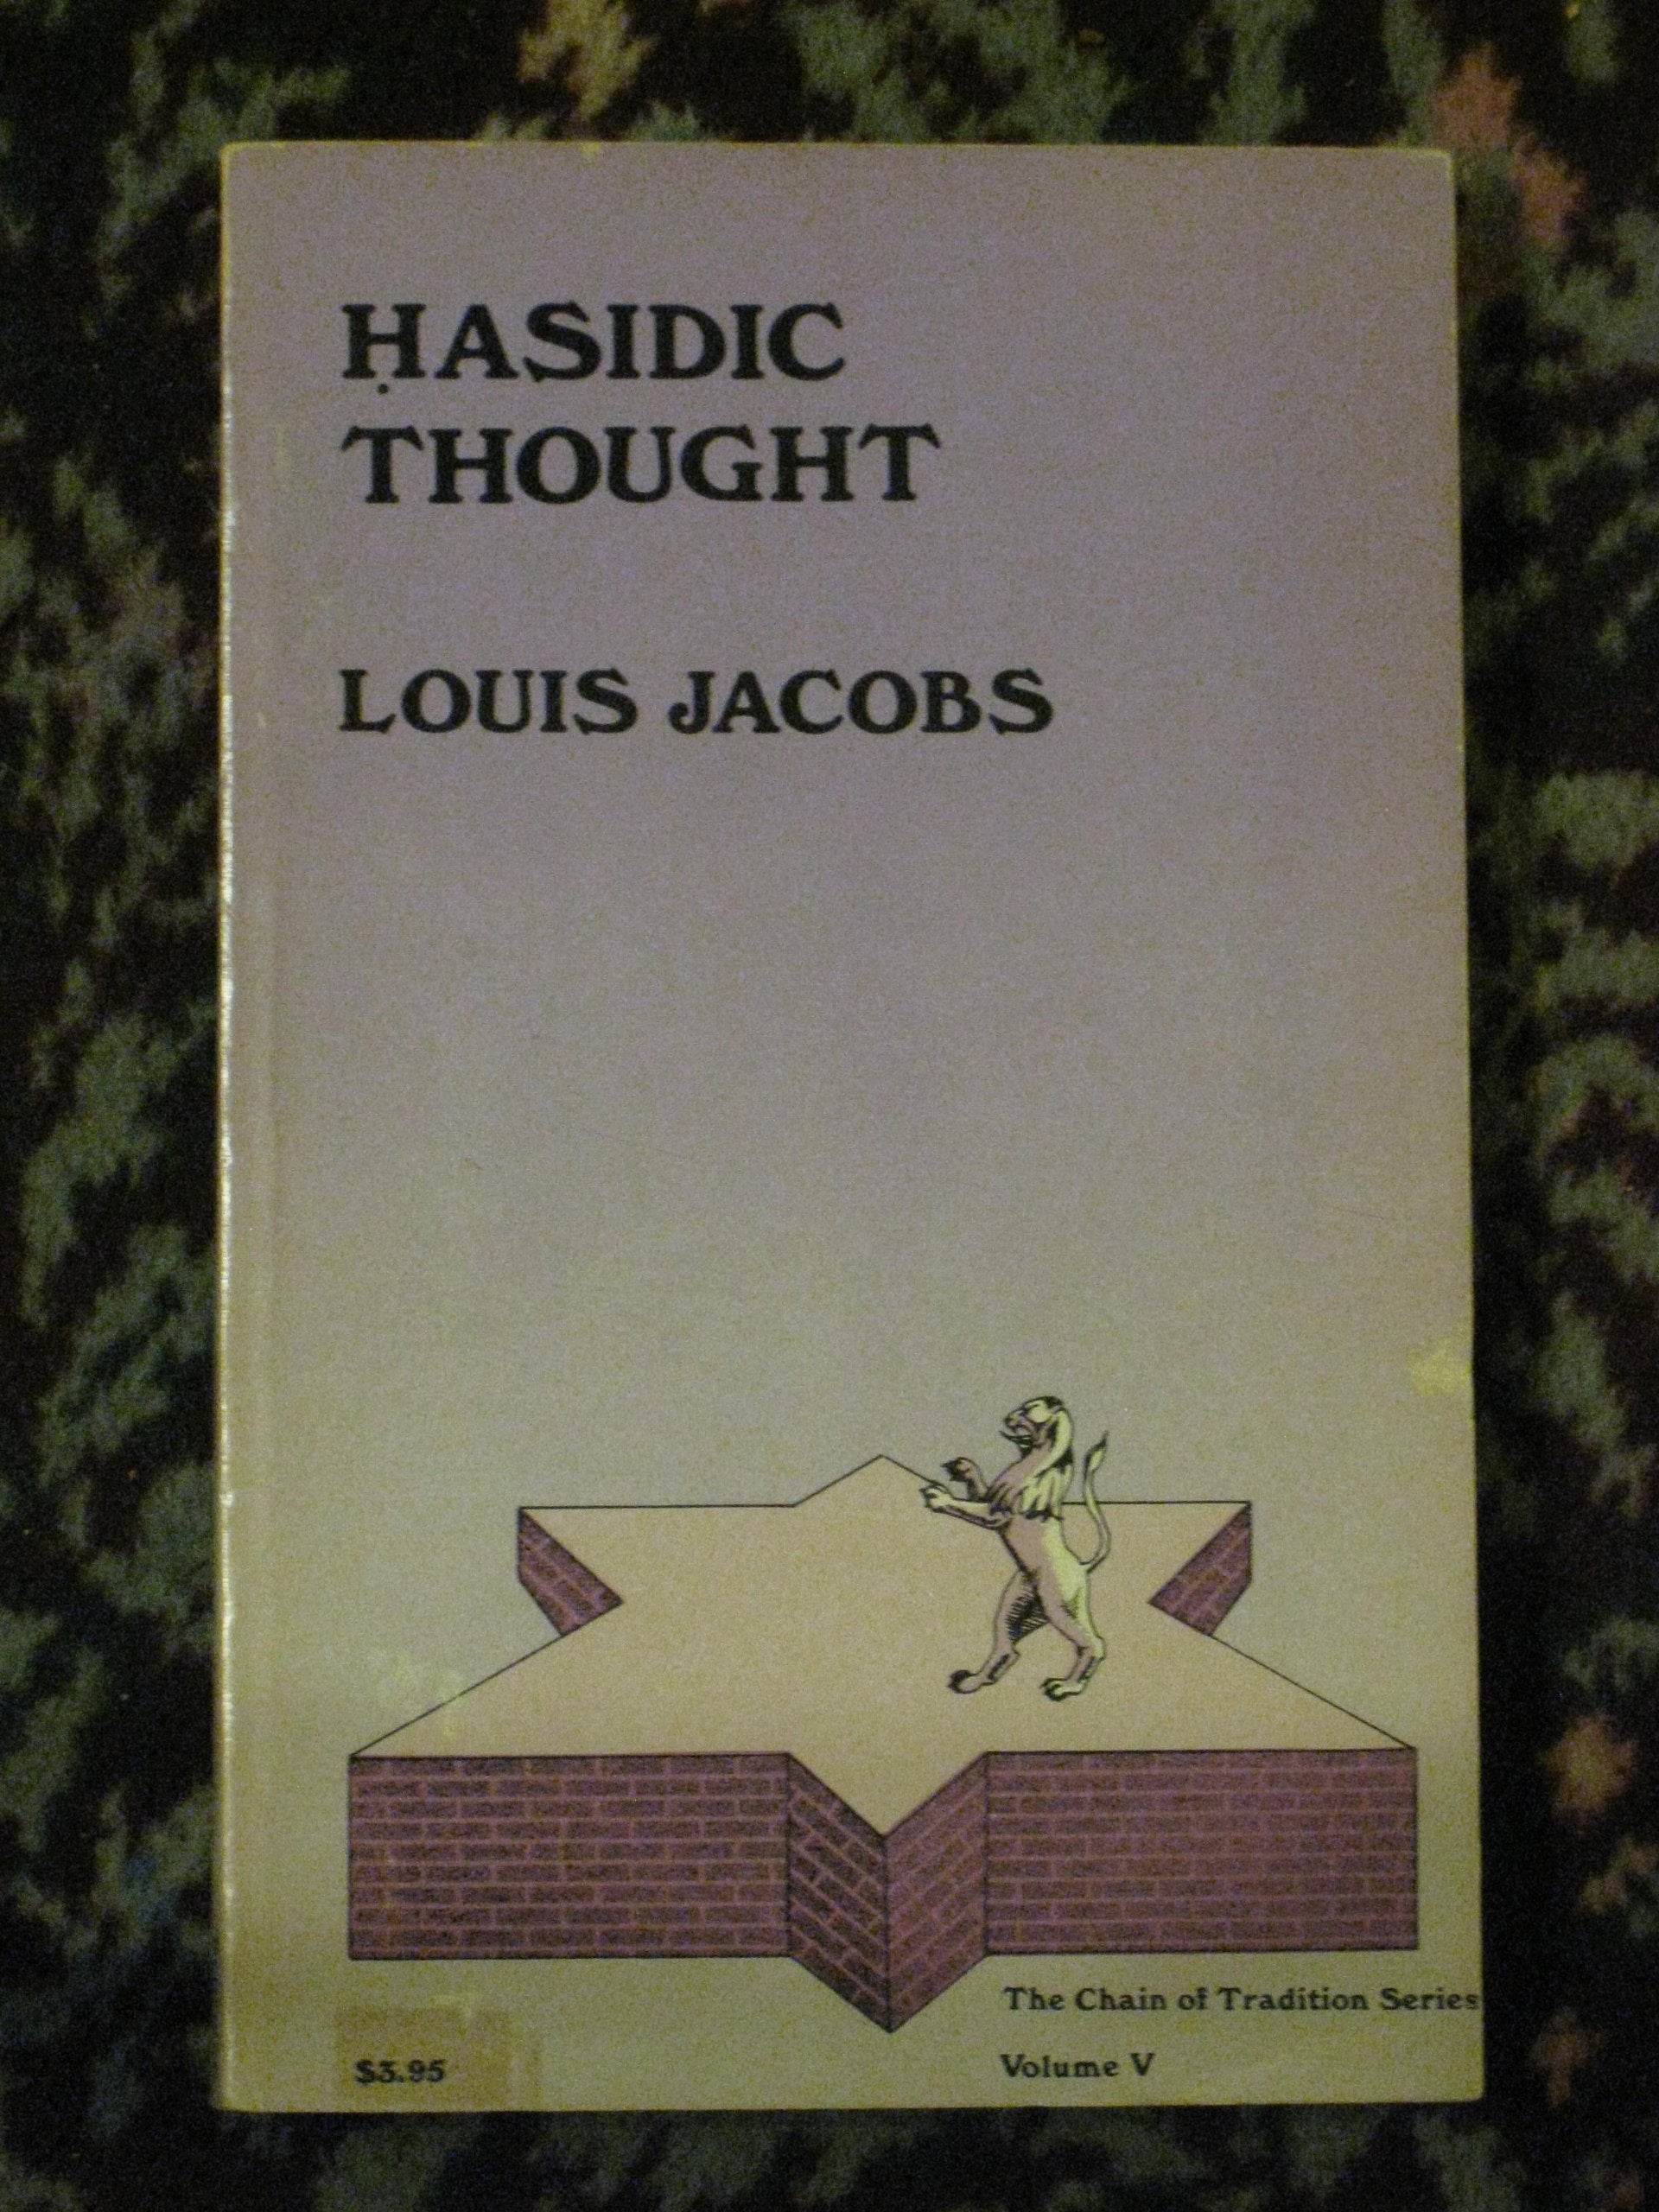 ḤASIDIC
THOUGHT
LOUIS JACOBS
The Chain of Tradition Series
Volume V
$3.95